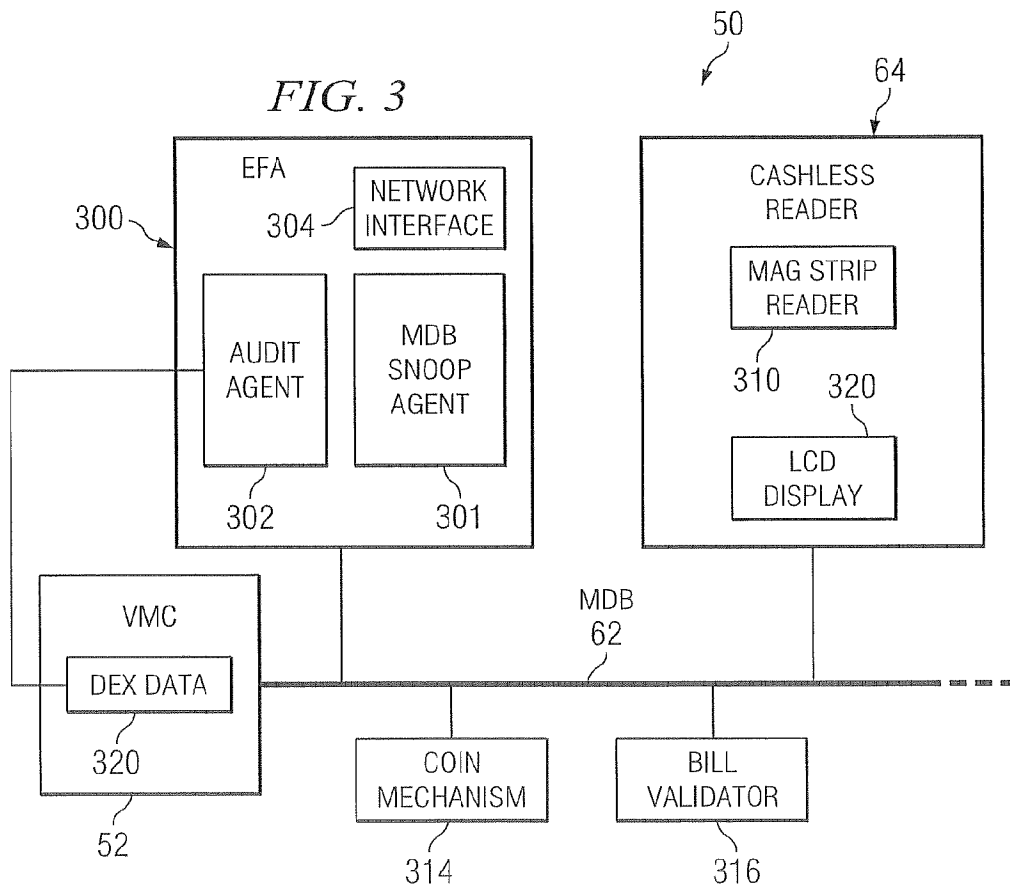 50
FIG. 3
64
EFA
NETWORK
INTERFACE
304
300
CASHLESS
READER
MAG STRIP
READER
310
AUDIT
AGENT
MDB
SNOOP
AGENT
320
LCD
DISPLAY
302
301
VMC
MDB
62
DEX DATA
320
COIN
MECHANISM
BILL
VALIDATOR
52
314
316